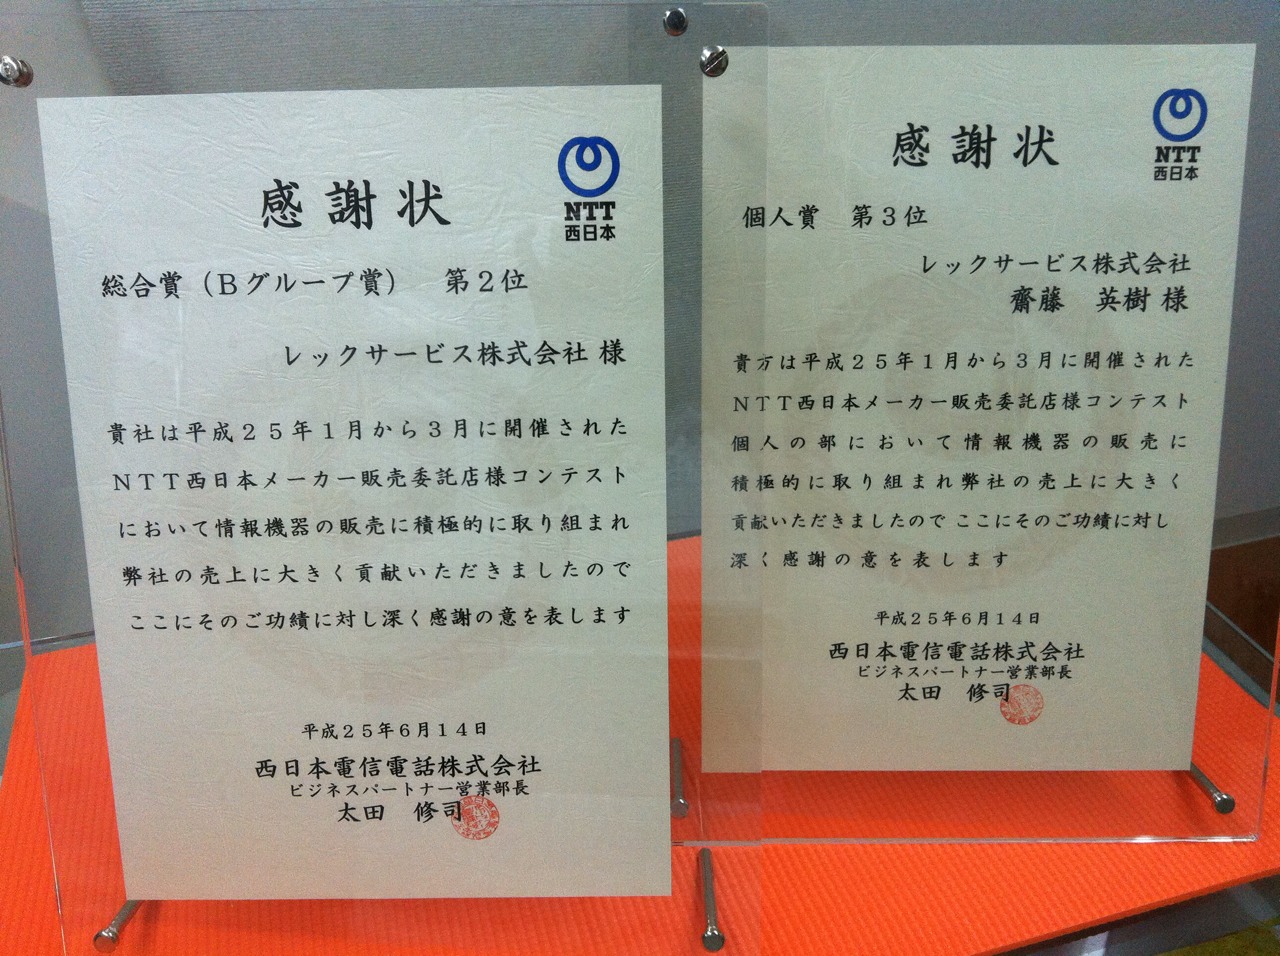 感謝状
NTT
西日本
総合賞（Bグループ賞）　第２位
レックサービス株式会社 様
貴社は平成２５年１月から３月に開催された
ＮＴＴ西日本メーカー販売委託店様コンテスト
において情報機器の販売に積極的に取り組まれ
弊社の売上に大きく貢献いただきましたので
ここにそのご功績に対し深く感謝の意を表します
平成２５年６月１４日
西日本電信電話株式会社
ビジネスパートナー営業部長
太田　修司
感謝状
NTT
西日本
個人賞　第３位
レックサービス株式会社
齋藤　英樹 様
貴方は平成２５年１月から３月に開催された
ＮＴＴ西日本メーカー販売委託店様コンテスト
個人の部において情報機器の販売に
積極的に取り組まれ弊社の売上に大きく
貢献いただきましたので ここにそのご功績に対し
深く感謝の意を表します
平成２５年６月１４日
西日本電信電話株式会社
ビジネスパートナー営業部長
太田　修司